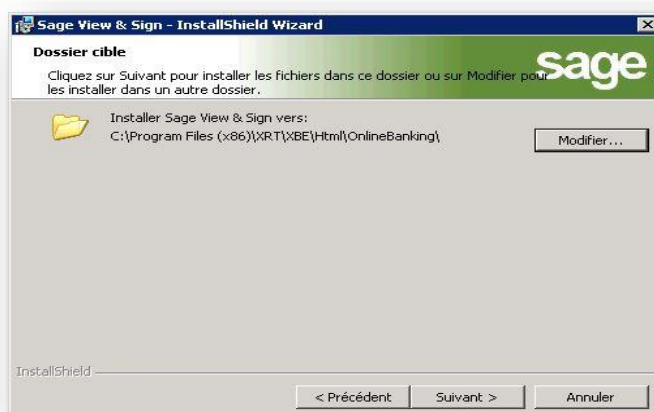 Sage View & Sign - InstallShield Wizard
Dossier cible
Cliquez sur Suivant pour installer les fichiers dans ce dossier ou sur Modifier pour
les installer dans un autre dossier.
sage
Installer Sage View & Sign vers:
C:\Program Files (x86)\XRT\XBE\Html\OnlineBanking\
Modifier...
InstallShield
< Précédent
Suivant >
Annuler